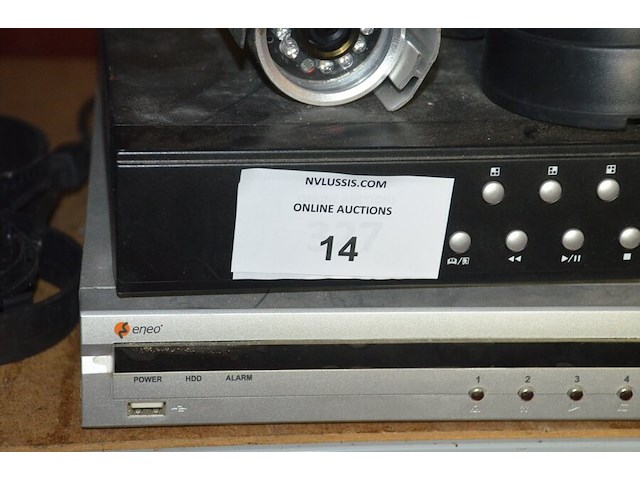 NVLUSSIS.COM
ONLINE AUCTIONS
14
eneo
POWER HDD ALARM
1 2 3 4